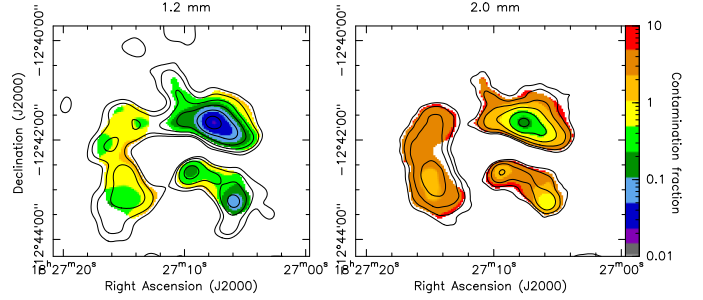 1.2 mm
2.0 mm
−12°40'00"
−12°42'00"
−12°44'00"
Declination (J2000)
18ʰ27ᵐ20ˢ
27ᵐ10ˢ
27ᵐ00ˢ
Right Ascension (J2000)
−12°40'00"
−12°42'00"
−12°44'00"
18ʰ27ᵐ20ˢ
27ᵐ10ˢ
27ᵐ00ˢ
Right Ascension (J2000)
10
1
0.1
0.01
Contamination fraction